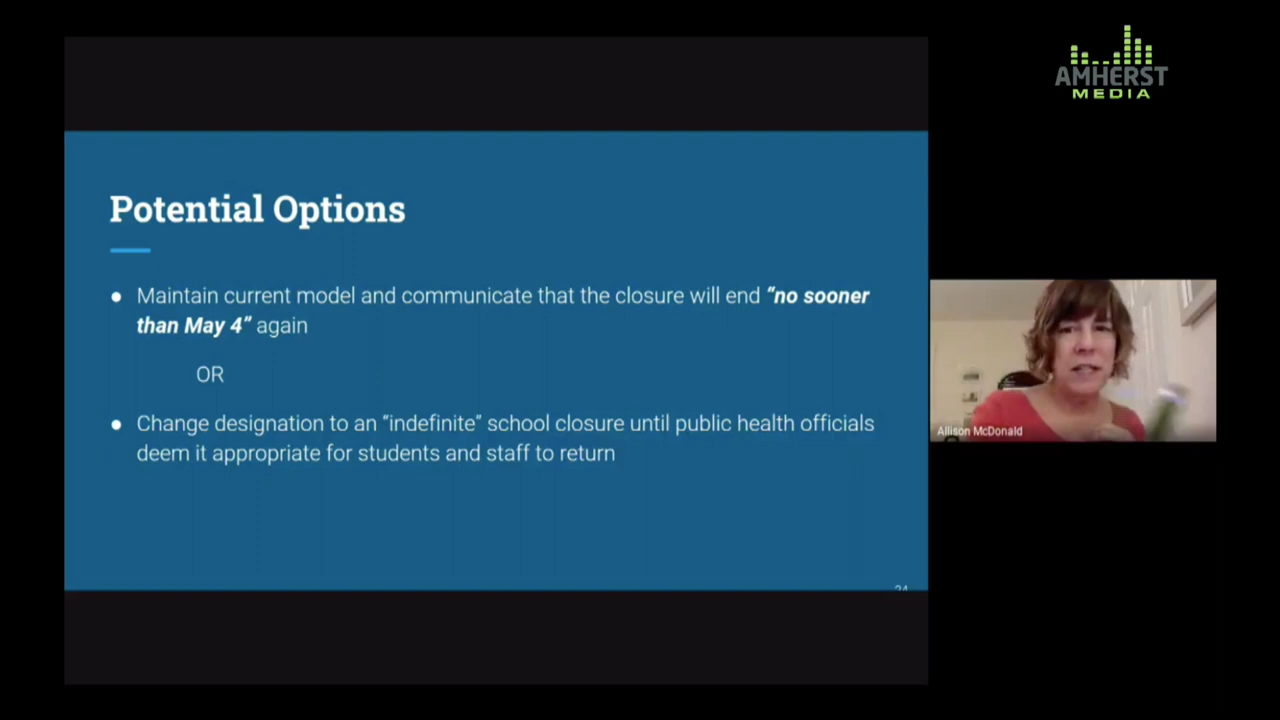 AMHERST
MEDIA
Potential Options
● Maintain current model and communicate that the closure will end “no sooner
than May 4” again
OR
● Change designation to an “indefinite” school closure until public health officials
deem it appropriate for students and staff to return
Allison McDonald
24